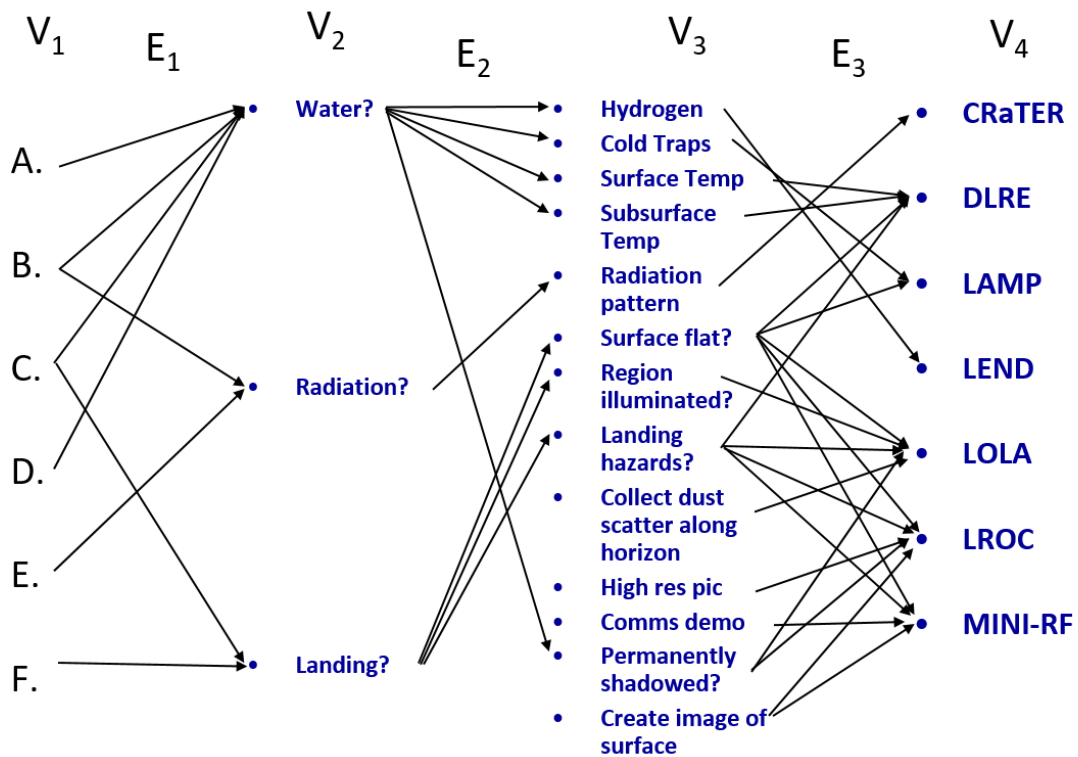 V1
E1
V2
E2
V3
E3
V4
A.
B.
C.
D.
E.
F.
• Water?
• Radiation?
• Landing?
• Hydrogen
• Cold Traps
• Surface Temp
• Subsurface
Temp
• Radiation
pattern
• Surface flat?
• Region
illuminated?
• Landing
hazards?
• Collect dust
scatter along
horizon
• High res pic
• Comms demo
• Permanently
shadowed?
• Create image of
surface
• CRaTER
• DLRE
• LAMP
• LEND
• LOLA
• LROC
• MINI-RF